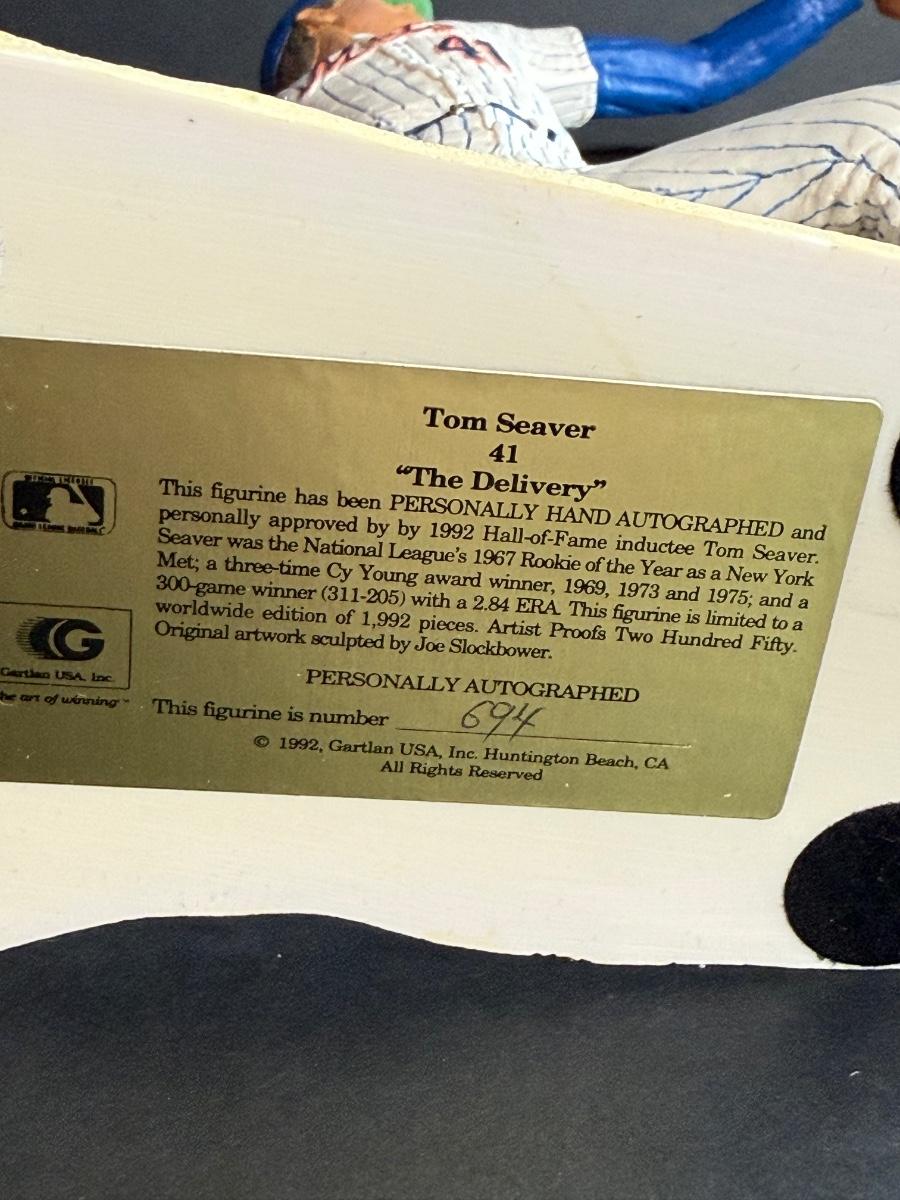 Mets
41
Tom Seaver
41
“The Delivery”
This figurine has been PERSONALLY HAND AUTOGRAPHED and
personally approved by by 1992 Hall-of-Fame inductee Tom Seaver.
Seaver was the National League's 1967 Rookie of the Year as a New York
Met; a three-time Cy Young award winner, 1969, 1973 and 1975; and a
300-game winner (311-205) with a 2.84 ERA. This figurine is limited to a
worldwide edition of 1,992 pieces. Artist Proofs Two Hundred Fifty.
Original artwork sculpted by Joe Slockbower.
PERSONALLY AUTOGRAPHED
This figurine is number 694
© 1992, Gartlan USA, Inc. Huntington Beach, CA
All Rights Reserved
G
Gartlan USA, Inc.
he art of winning™